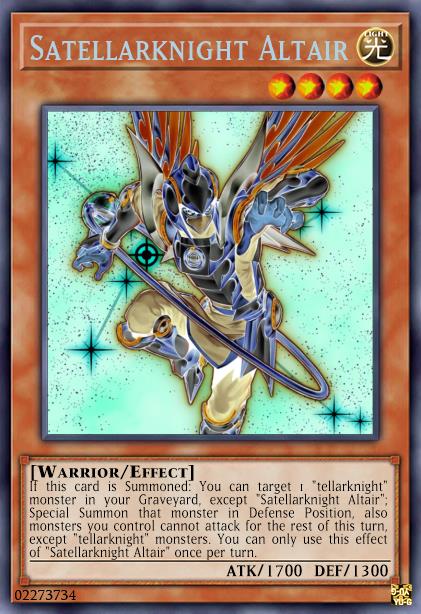 SATELLARKNIGHT ALTAIR
LIGHT
光
[WARRIOR/EFFECT]
If this card is Summoned: You can target 1 "tellarknight"
monster in your Graveyard, except "Satellarknight Altair":
Special Summon that monster in Defense Position, also
monsters you control cannot attack for the rest of this turn,
except "tellarknight" monsters. You can only use this effect
of "Satellarknight Altair" once per turn.
ATK/1700 DEF/1300
02273734